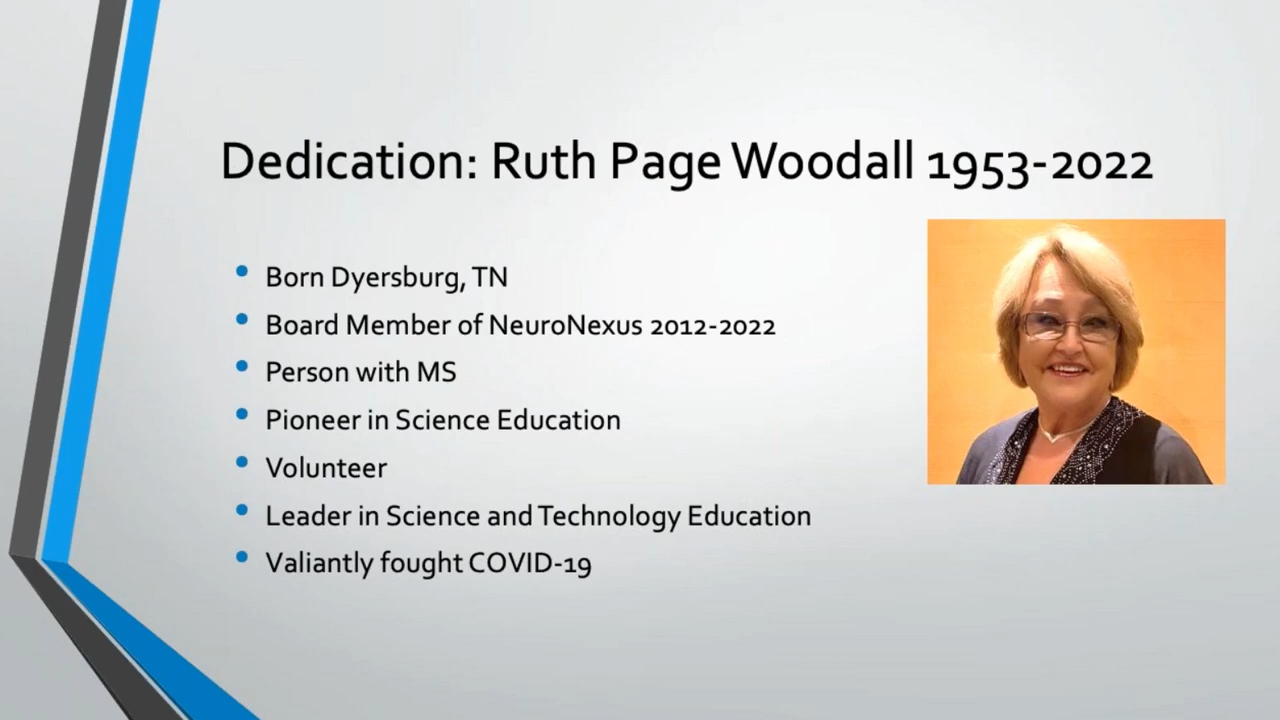 Dedication: Ruth Page Woodall 1953-2022
• Born Dyersburg, TN
• Board Member of NeuroNexus 2012-2022
• Person with MS
• Pioneer in Science Education
• Volunteer
• Leader in Science and Technology Education
• Valiantly fought COVID-19